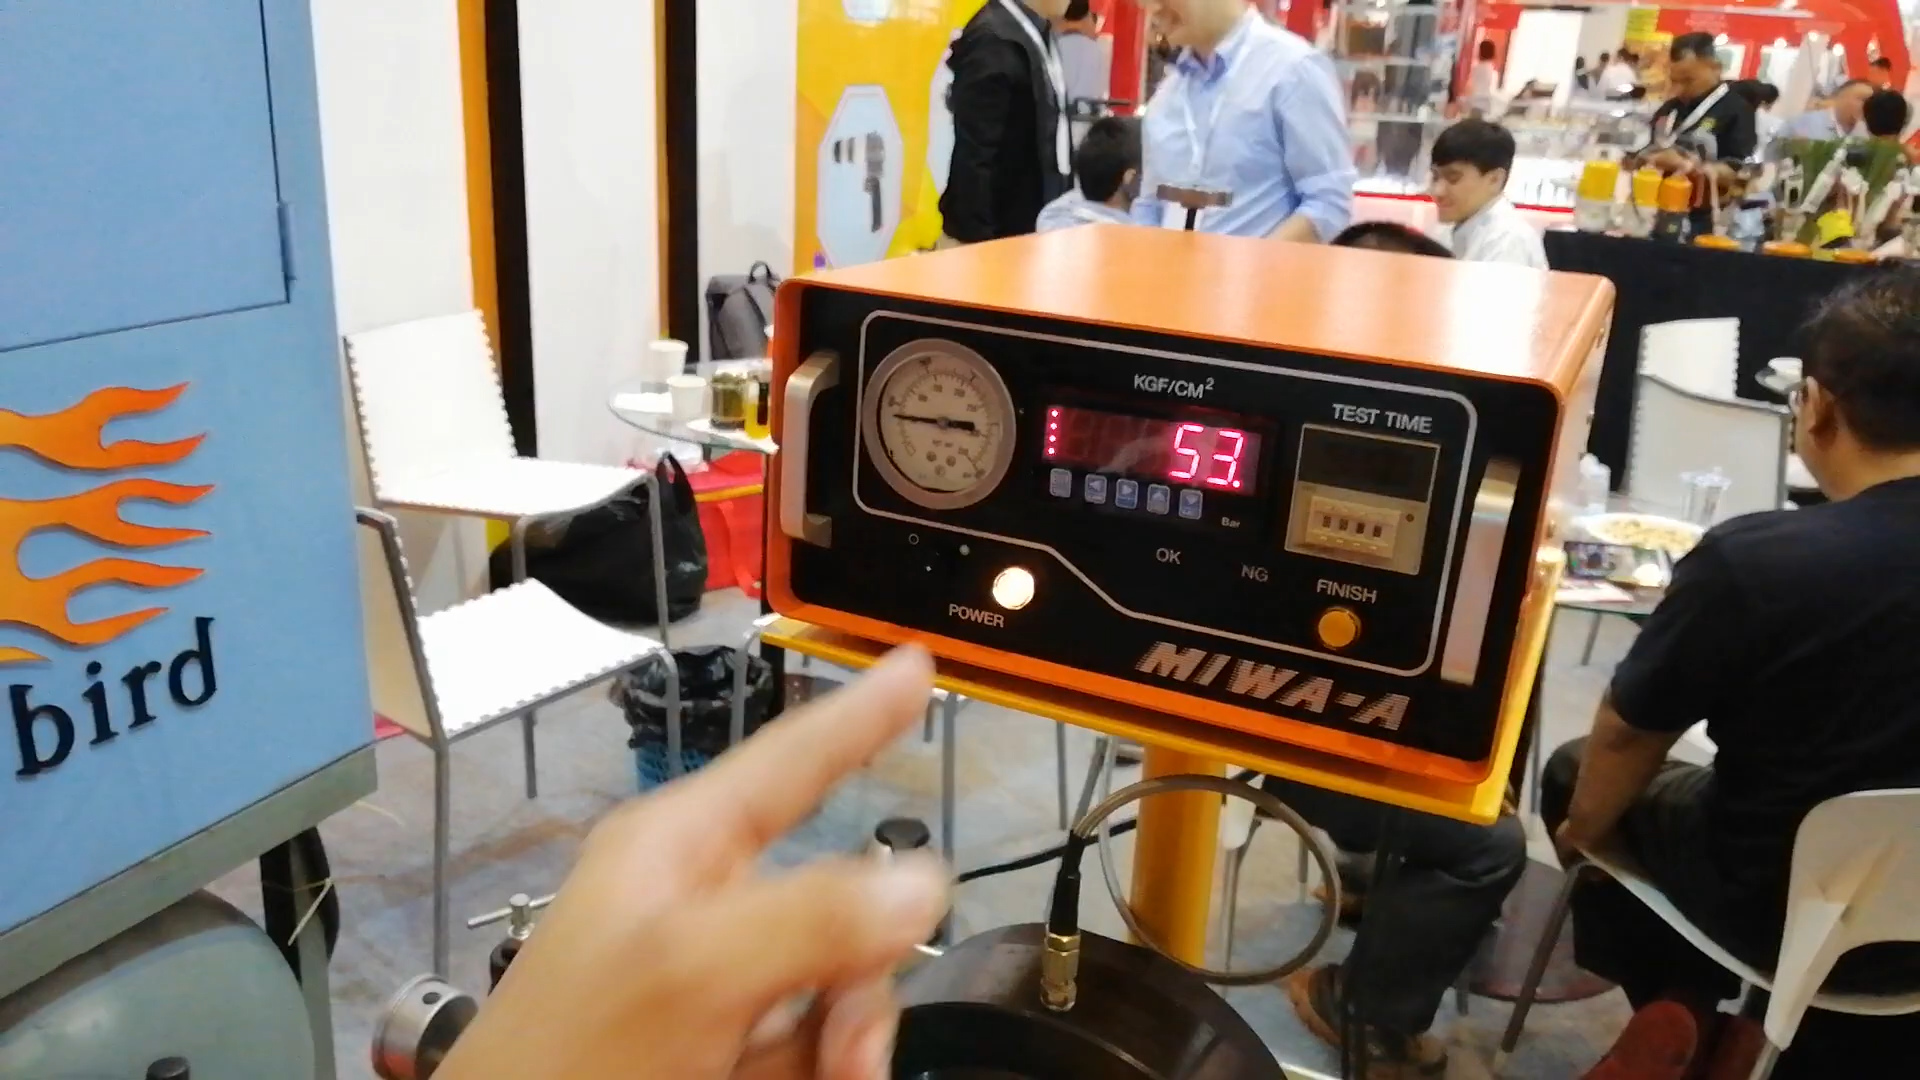 bird
KGF/CM²
53.
TEST TIME
Bar
OK
NG
FINISH
POWER
MIWA-A